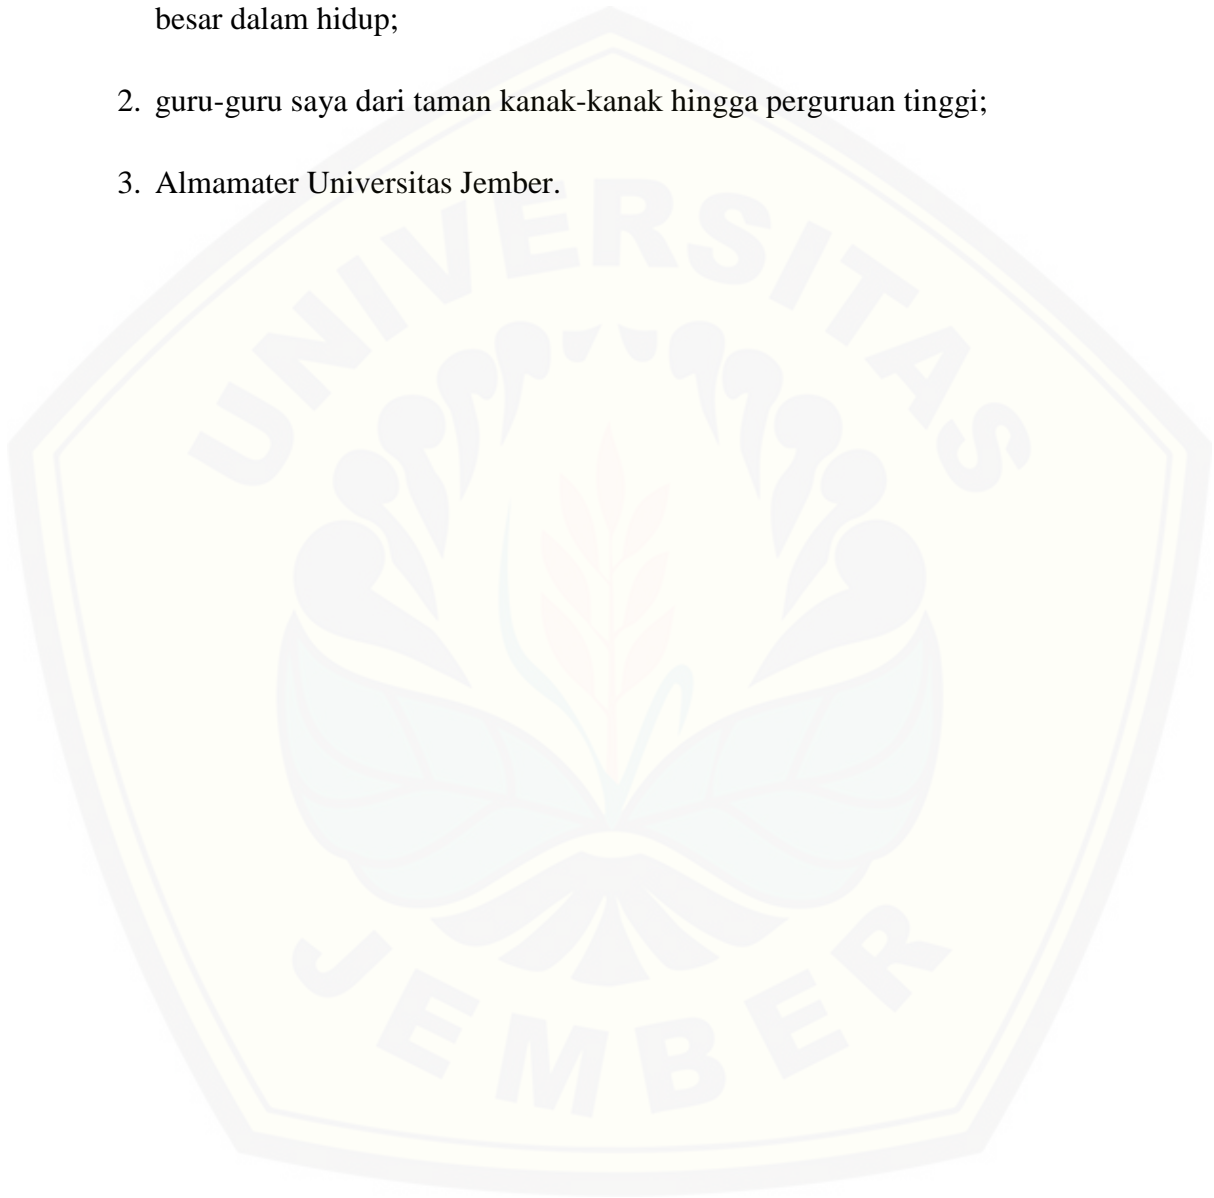 besar dalam hidup;
2. guru-guru saya dari taman kanak-kanak hingga perguruan tinggi;
3. Almamater Universitas Jember.
UNIVERSITAS
JEMBER